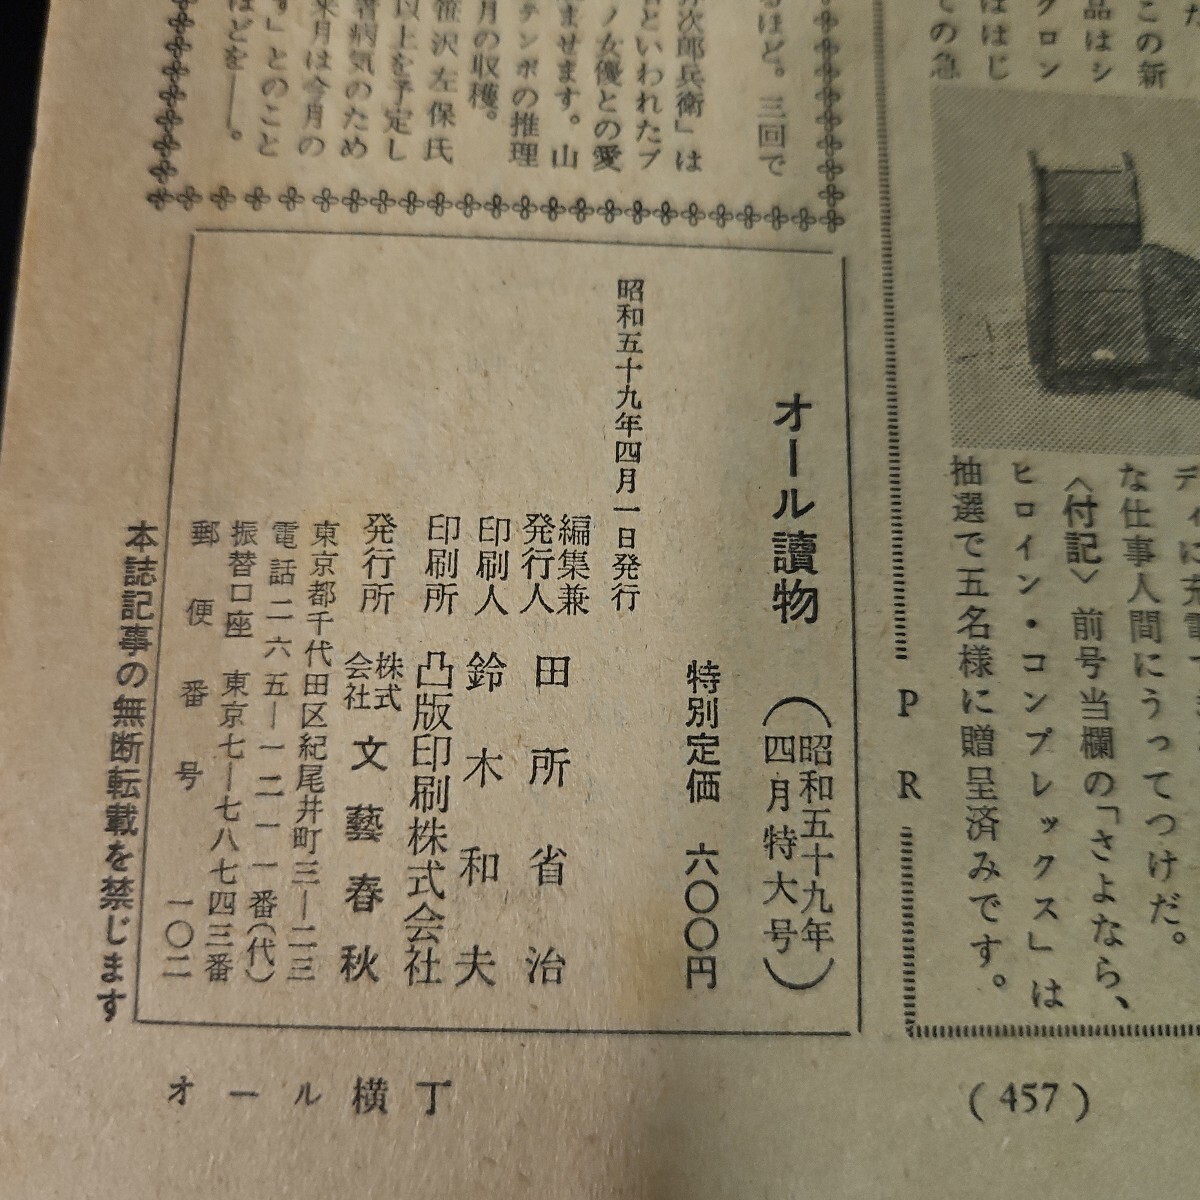 この新
品はシ
クロン
ははじ
での急
ディに充電
な仕事人間にうってつけだ。
〈付記〉前号当欄の「さよなら、
ヒロイン・コンプレックス」は
抽選で五名様に贈呈済みです。
P R
るほど。三回で
次郎兵衛」は
といわれたブ
ノ女優との愛
ませます。山
テンポの推理
月の収穫。
笹沢左保氏
以上を予定し
病気のため
来月は今月の
す」とのこと
ほどを――。
オール讀物
(昭和五十九年
四月特大号)
特別定価 六〇〇円
昭和五十九年四月一日発行
編集兼
発行人 田所省治
印刷人 鈴木和夫
印刷所 凸版印刷株式会社
発行所 株式会社 文藝春秋
東京都千代田区紀尾井町三―二三
電話二六五―一二一一番(代)
振替口座 東京七―七八七四三番
郵便番号 一〇二
本誌記事の無断転載を禁じます
オール横丁
(457)